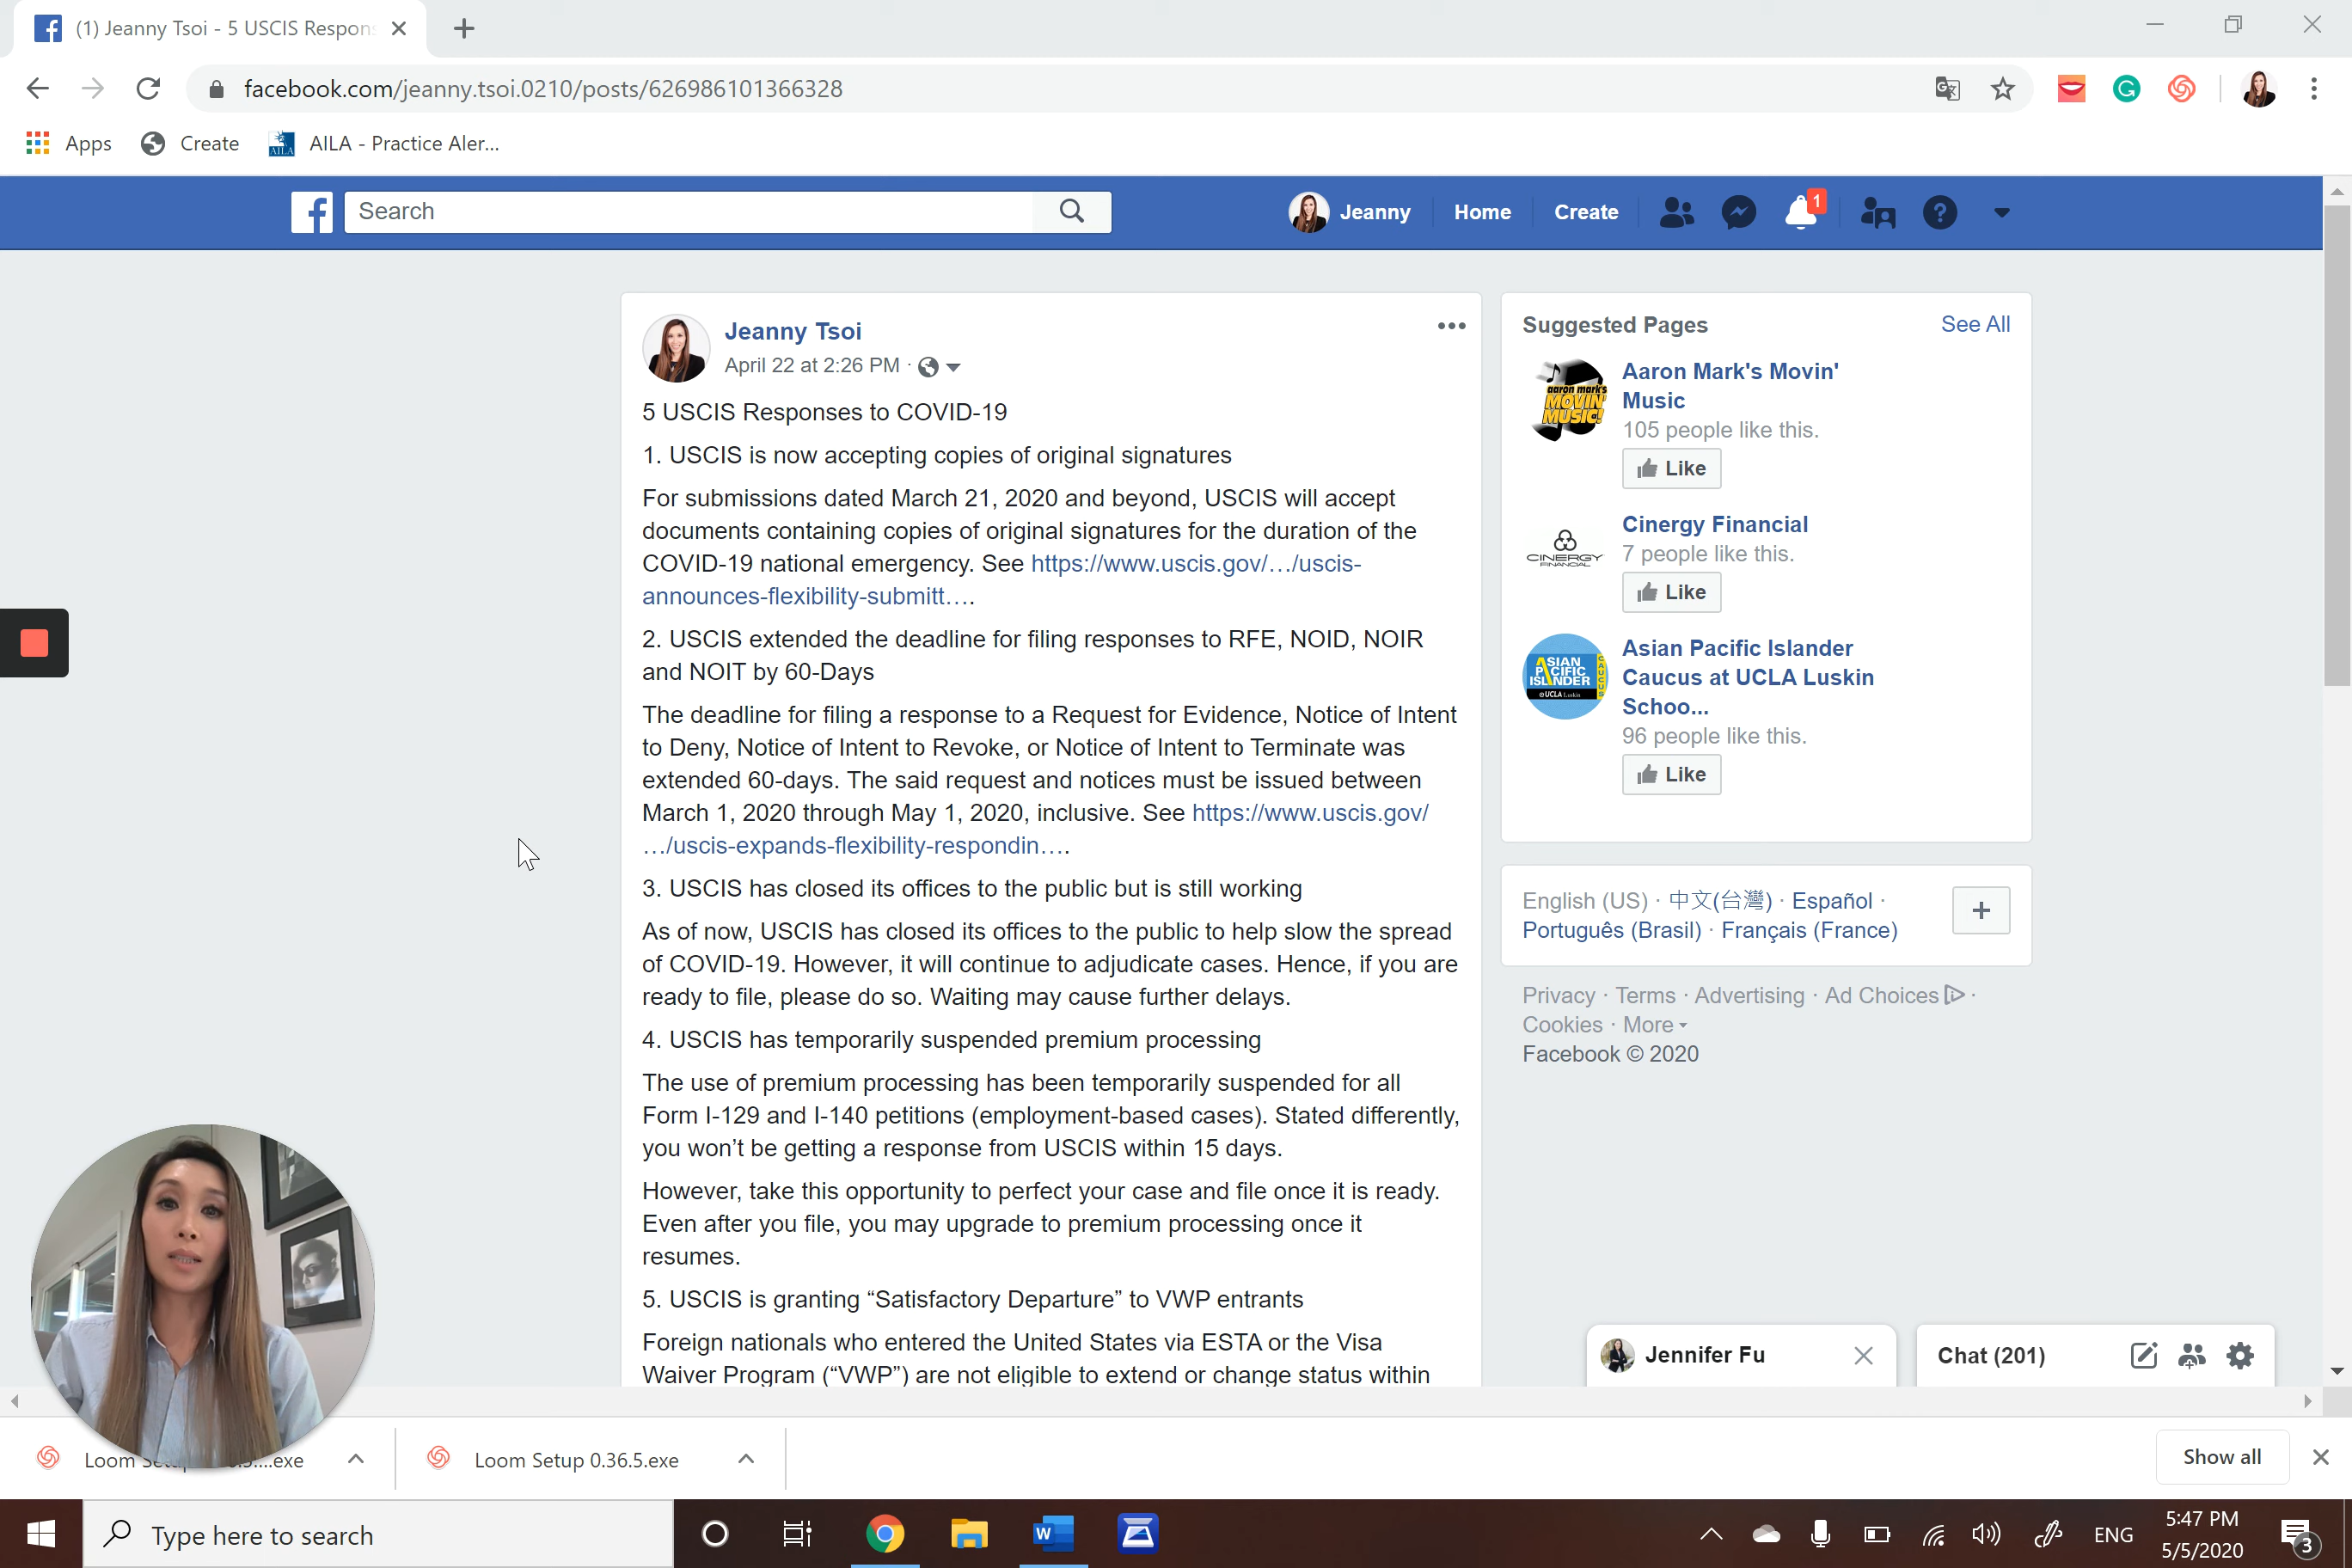 (1) Jeanny Tsoi - 5 USCIS Respon
facebook.com/jeanny.tsoi.0210/posts/626986101366328
Apps
Create
AILA - Practice Aler...
Search
Jeanny
Home
Create
1
Jeanny Tsoi
April 22 at 2:26 PM ·
5 USCIS Responses to COVID-19
1. USCIS is now accepting copies of original signatures
For submissions dated March 21, 2020 and beyond, USCIS will accept
documents containing copies of original signatures for the duration of the
COVID-19 national emergency. See https://www.uscis.gov/…/uscis-
announces-flexibility-submitt….
2. USCIS extended the deadline for filing responses to RFE, NOID, NOIR
and NOIT by 60-Days
The deadline for filing a response to a Request for Evidence, Notice of Intent
to Deny, Notice of Intent to Revoke, or Notice of Intent to Terminate was
extended 60-days. The said request and notices must be issued between
March 1, 2020 through May 1, 2020, inclusive. See https://www.uscis.gov/
…/uscis-expands-flexibility-respondin….
3. USCIS has closed its offices to the public but is still working
As of now, USCIS has closed its offices to the public to help slow the spread
of COVID-19. However, it will continue to adjudicate cases. Hence, if you are
ready to file, please do so. Waiting may cause further delays.
4. USCIS has temporarily suspended premium processing
The use of premium processing has been temporarily suspended for all
Form I-129 and I-140 petitions (employment-based cases). Stated differently,
you won’t be getting a response from USCIS within 15 days.
However, take this opportunity to perfect your case and file once it is ready.
Even after you file, you may upgrade to premium processing once it
resumes.
5. USCIS is granting “Satisfactory Departure” to VWP entrants
Foreign nationals who entered the United States via ESTA or the Visa
Waiver Program (“VWP”) are not eligible to extend or change status within
Suggested Pages
See All
aaron mark's
MOVIN'
MUSIC!
Aaron Mark's Movin'
Music
105 people like this.
Like
CINERGY
FINANCIAL
Cinergy Financial
7 people like this.
Like
ASIAN
PACIFIC
ISLANDER
CAUCUS
UCLA Luskin
Asian Pacific Islander
Caucus at UCLA Luskin
Schoo...
96 people like this.
Like
English (US) · 中文(台灣) · Español ·
Português (Brasil) · Français (France)
Privacy · Terms · Advertising · Ad Choices ·
Cookies · More
Facebook © 2020
Jennifer Fu
Chat (201)
Loom
.exe
Loom Setup 0.36.5.exe
Show all
Type here to search
ENG
5:47 PM
5/5/2020
3